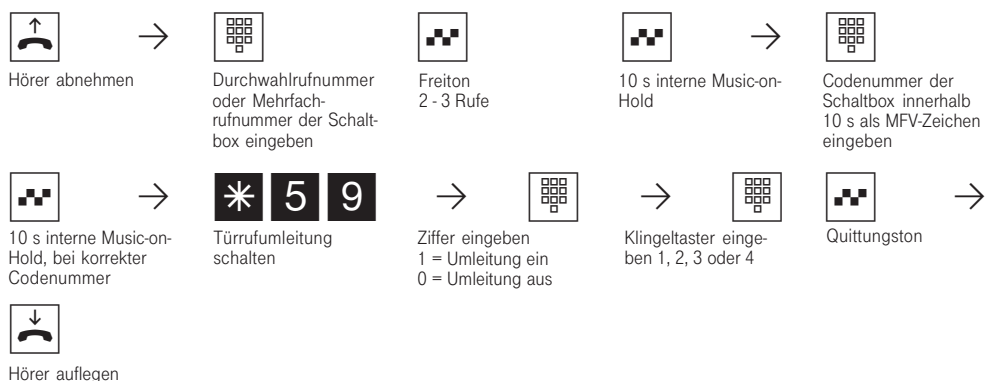 Hörer abnehmen
Durchwahlrufnummer
oder Mehrfach-
rufnummer der Schalt-
box eingeben
Freiton
2 - 3 Rufe
10 s interne Music-on-
Hold
Codenummer der
Schaltbox innerhalb
10 s als MFV-Zeichen
eingeben
* 5 9
10 s interne Music-on-
Hold, bei korrekter
Codenummer
Türrufumleitung
schalten
Ziffer eingeben
1 = Umleitung ein
0 = Umleitung aus
Klingeltaster einge-
ben 1, 2, 3 oder 4
Quittungston
Hörer auflegen